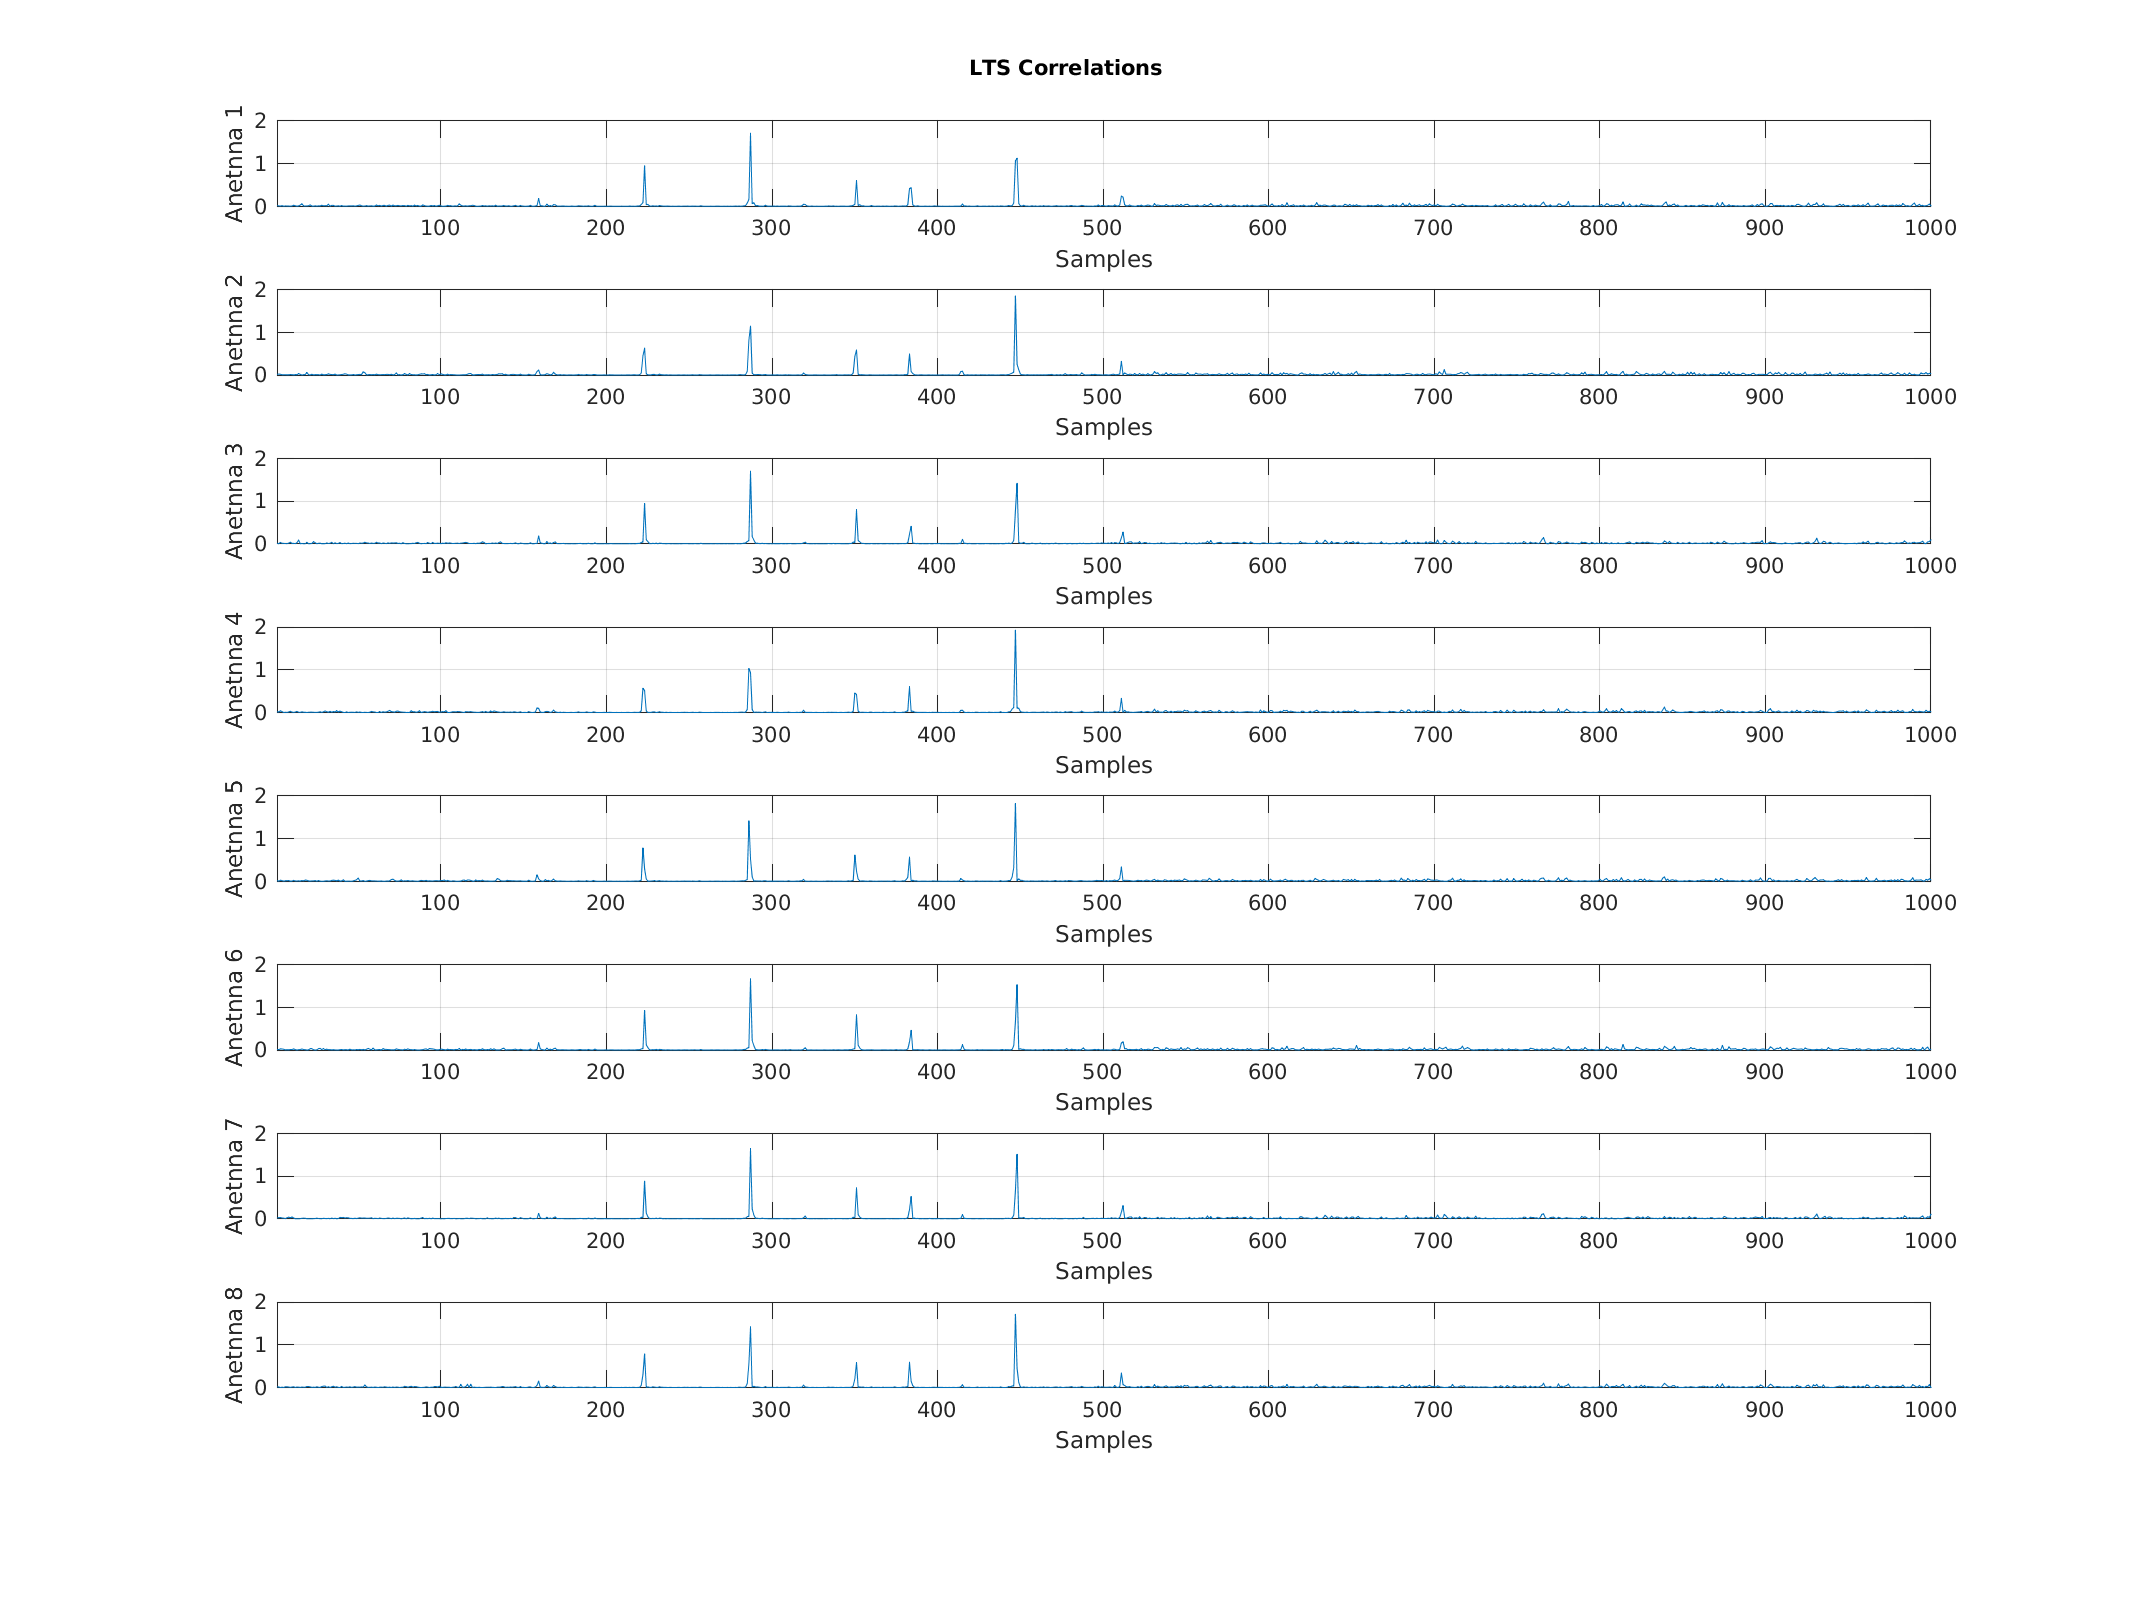 LTS Correlations
Anetnna 1
2
1
0
100 200 300 400 500 600 700 800 900 1000
Samples
Anetnna 2
2
1
0
100 200 300 400 500 600 700 800 900 1000
Samples
Anetnna 3
2
1
0
100 200 300 400 500 600 700 800 900 1000
Samples
Anetnna 4
2
1
0
100 200 300 400 500 600 700 800 900 1000
Samples
Anetnna 5
2
1
0
100 200 300 400 500 600 700 800 900 1000
Samples
Anetnna 6
2
1
0
100 200 300 400 500 600 700 800 900 1000
Samples
Anetnna 7
2
1
0
100 200 300 400 500 600 700 800 900 1000
Samples
Anetnna 8
2
1
0
100 200 300 400 500 600 700 800 900 1000
Samples